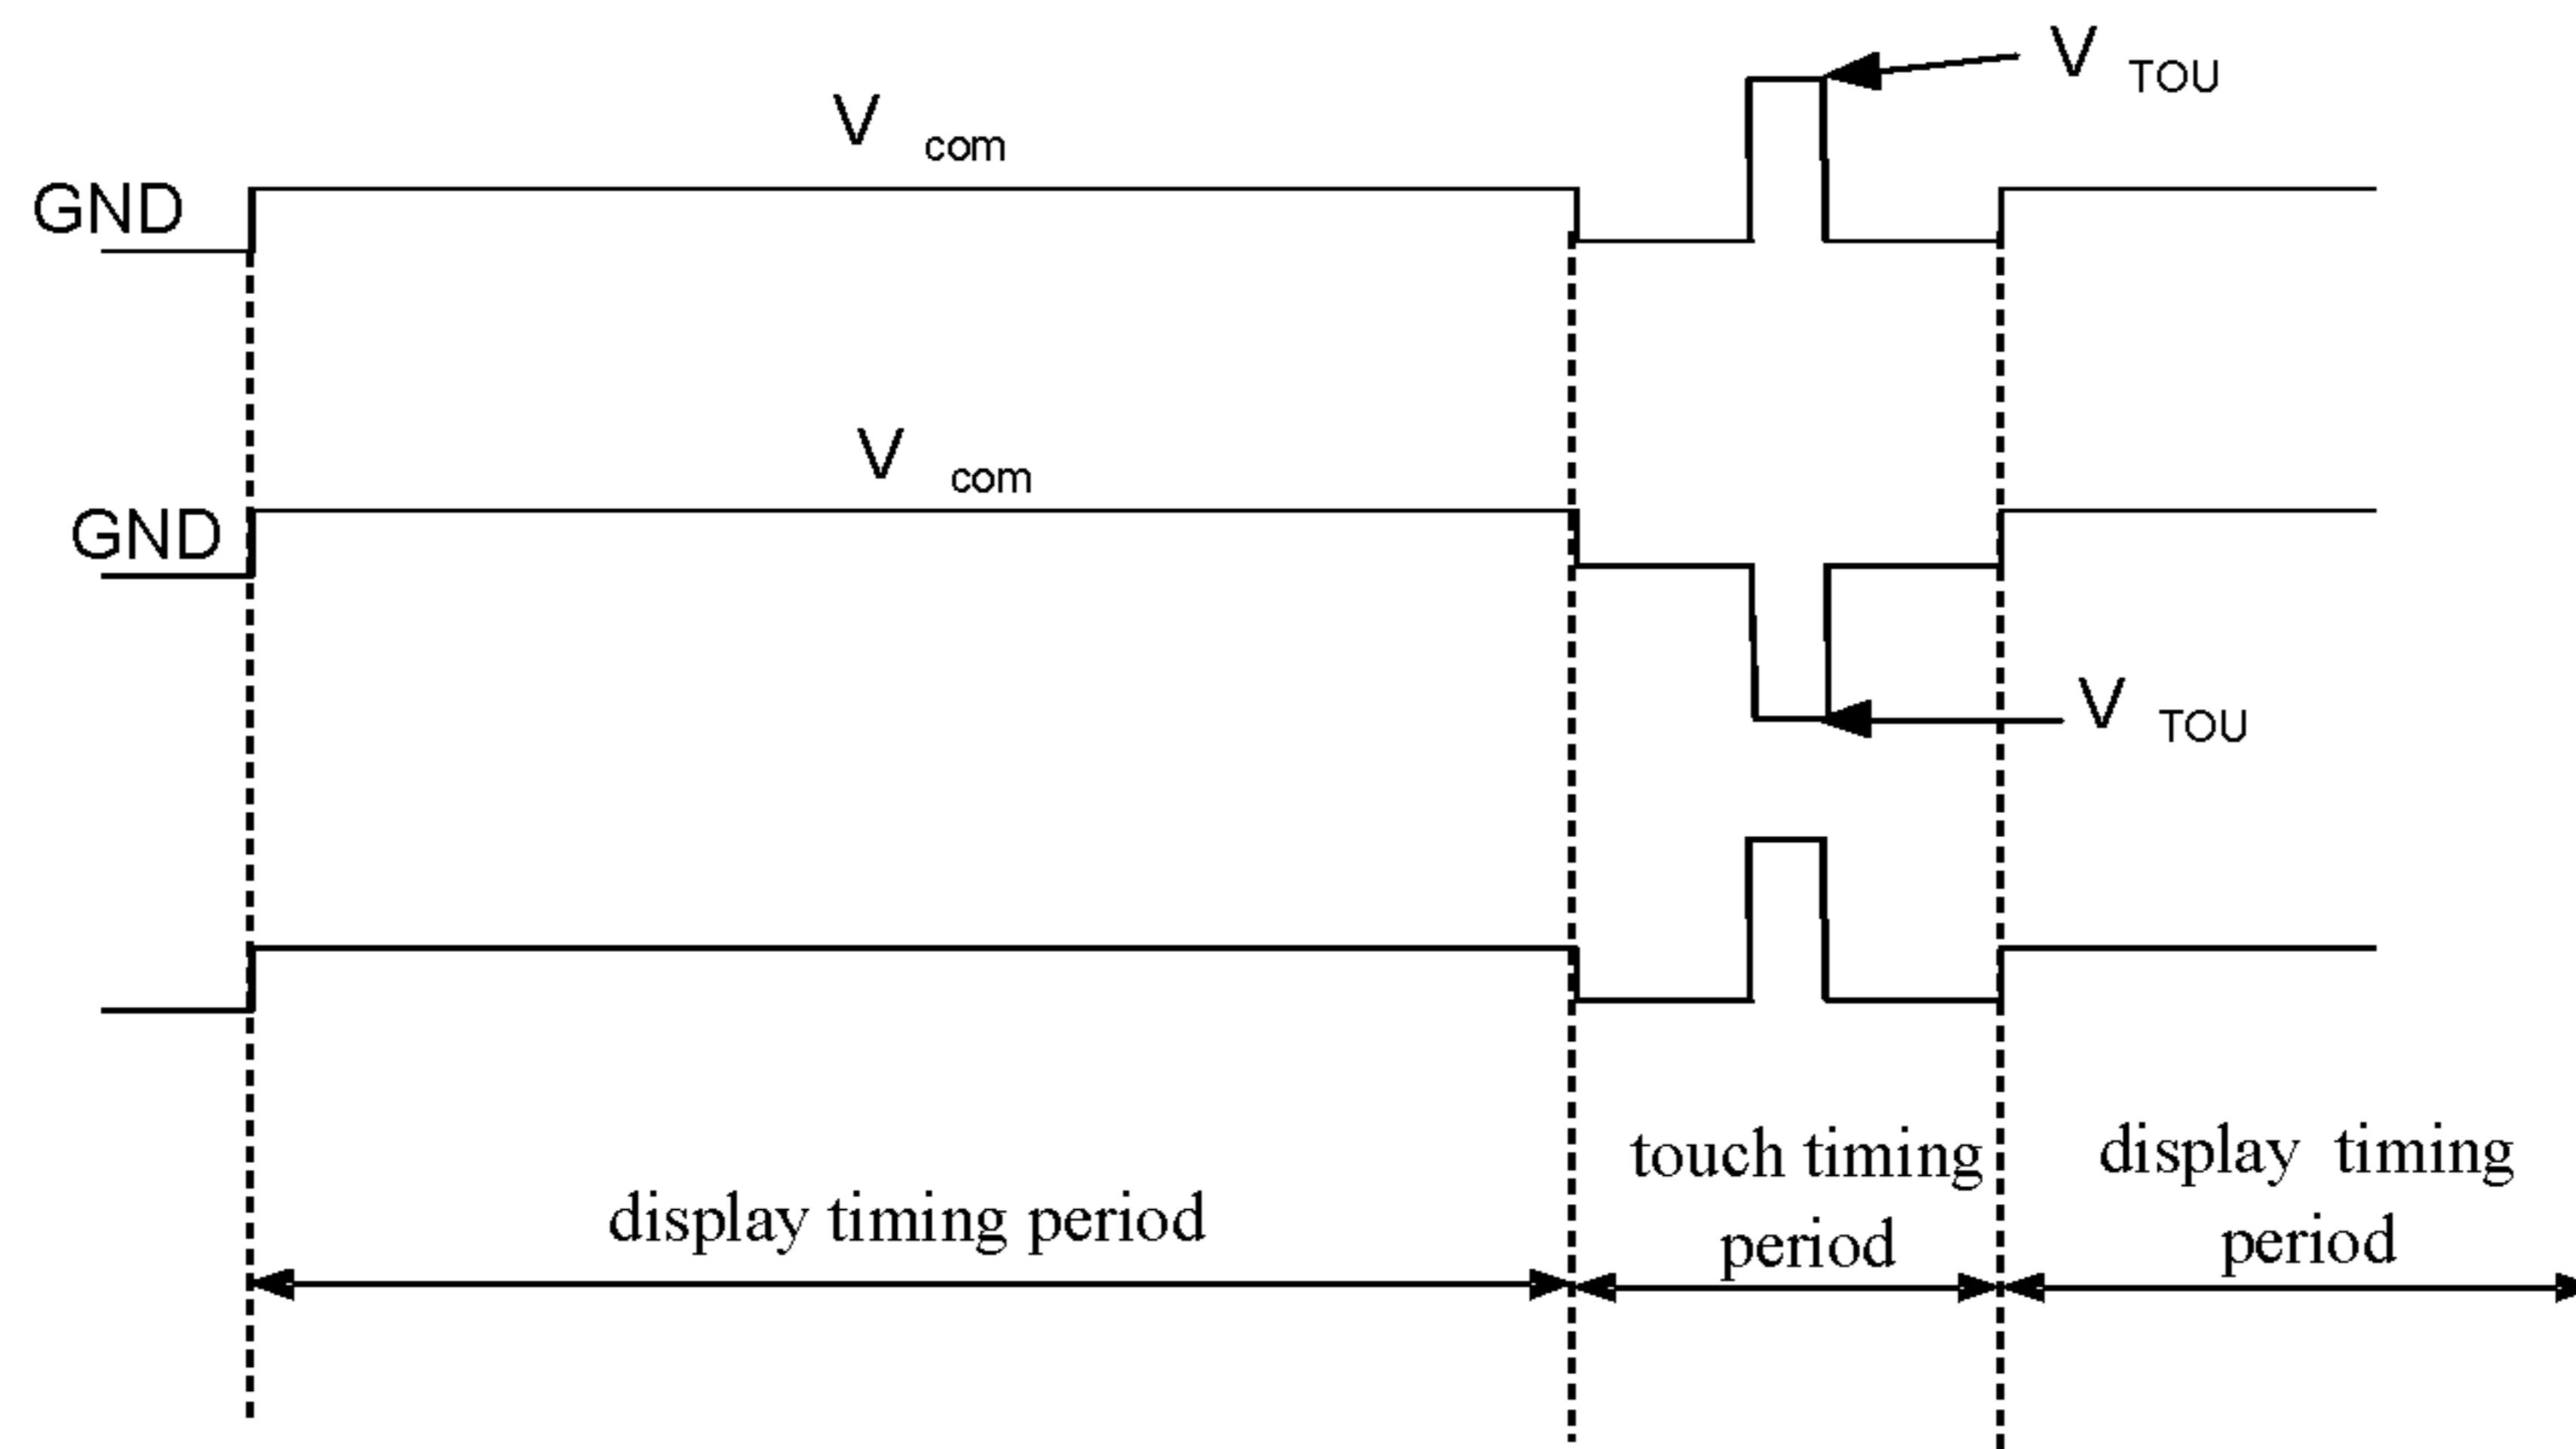 V TOU
V com
GND
V com
GND
V TOU
touch timing
period
display timing
period
display timing period